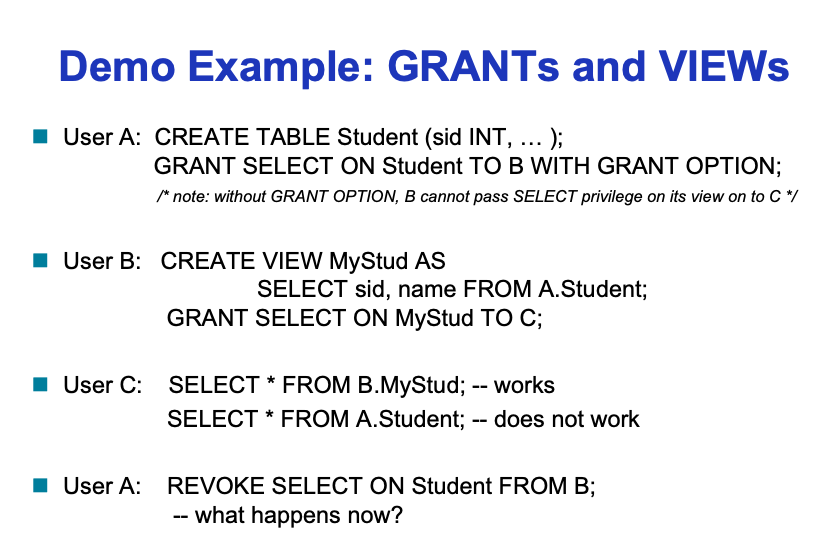 Demo Example: GRANTs and VIEWs
User A: CREATE TABLE Student (sid INT, … );
GRANT SELECT ON Student TO B WITH GRANT OPTION;
/* note: without GRANT OPTION, B cannot pass SELECT privilege on its view on to C */
User B: CREATE VIEW MyStud AS
SELECT sid, name FROM A.Student;
GRANT SELECT ON MyStud TO C;
User C: SELECT * FROM B.MyStud; -- works
SELECT * FROM A.Student; -- does not work
User A: REVOKE SELECT ON Student FROM B;
-- what happens now?